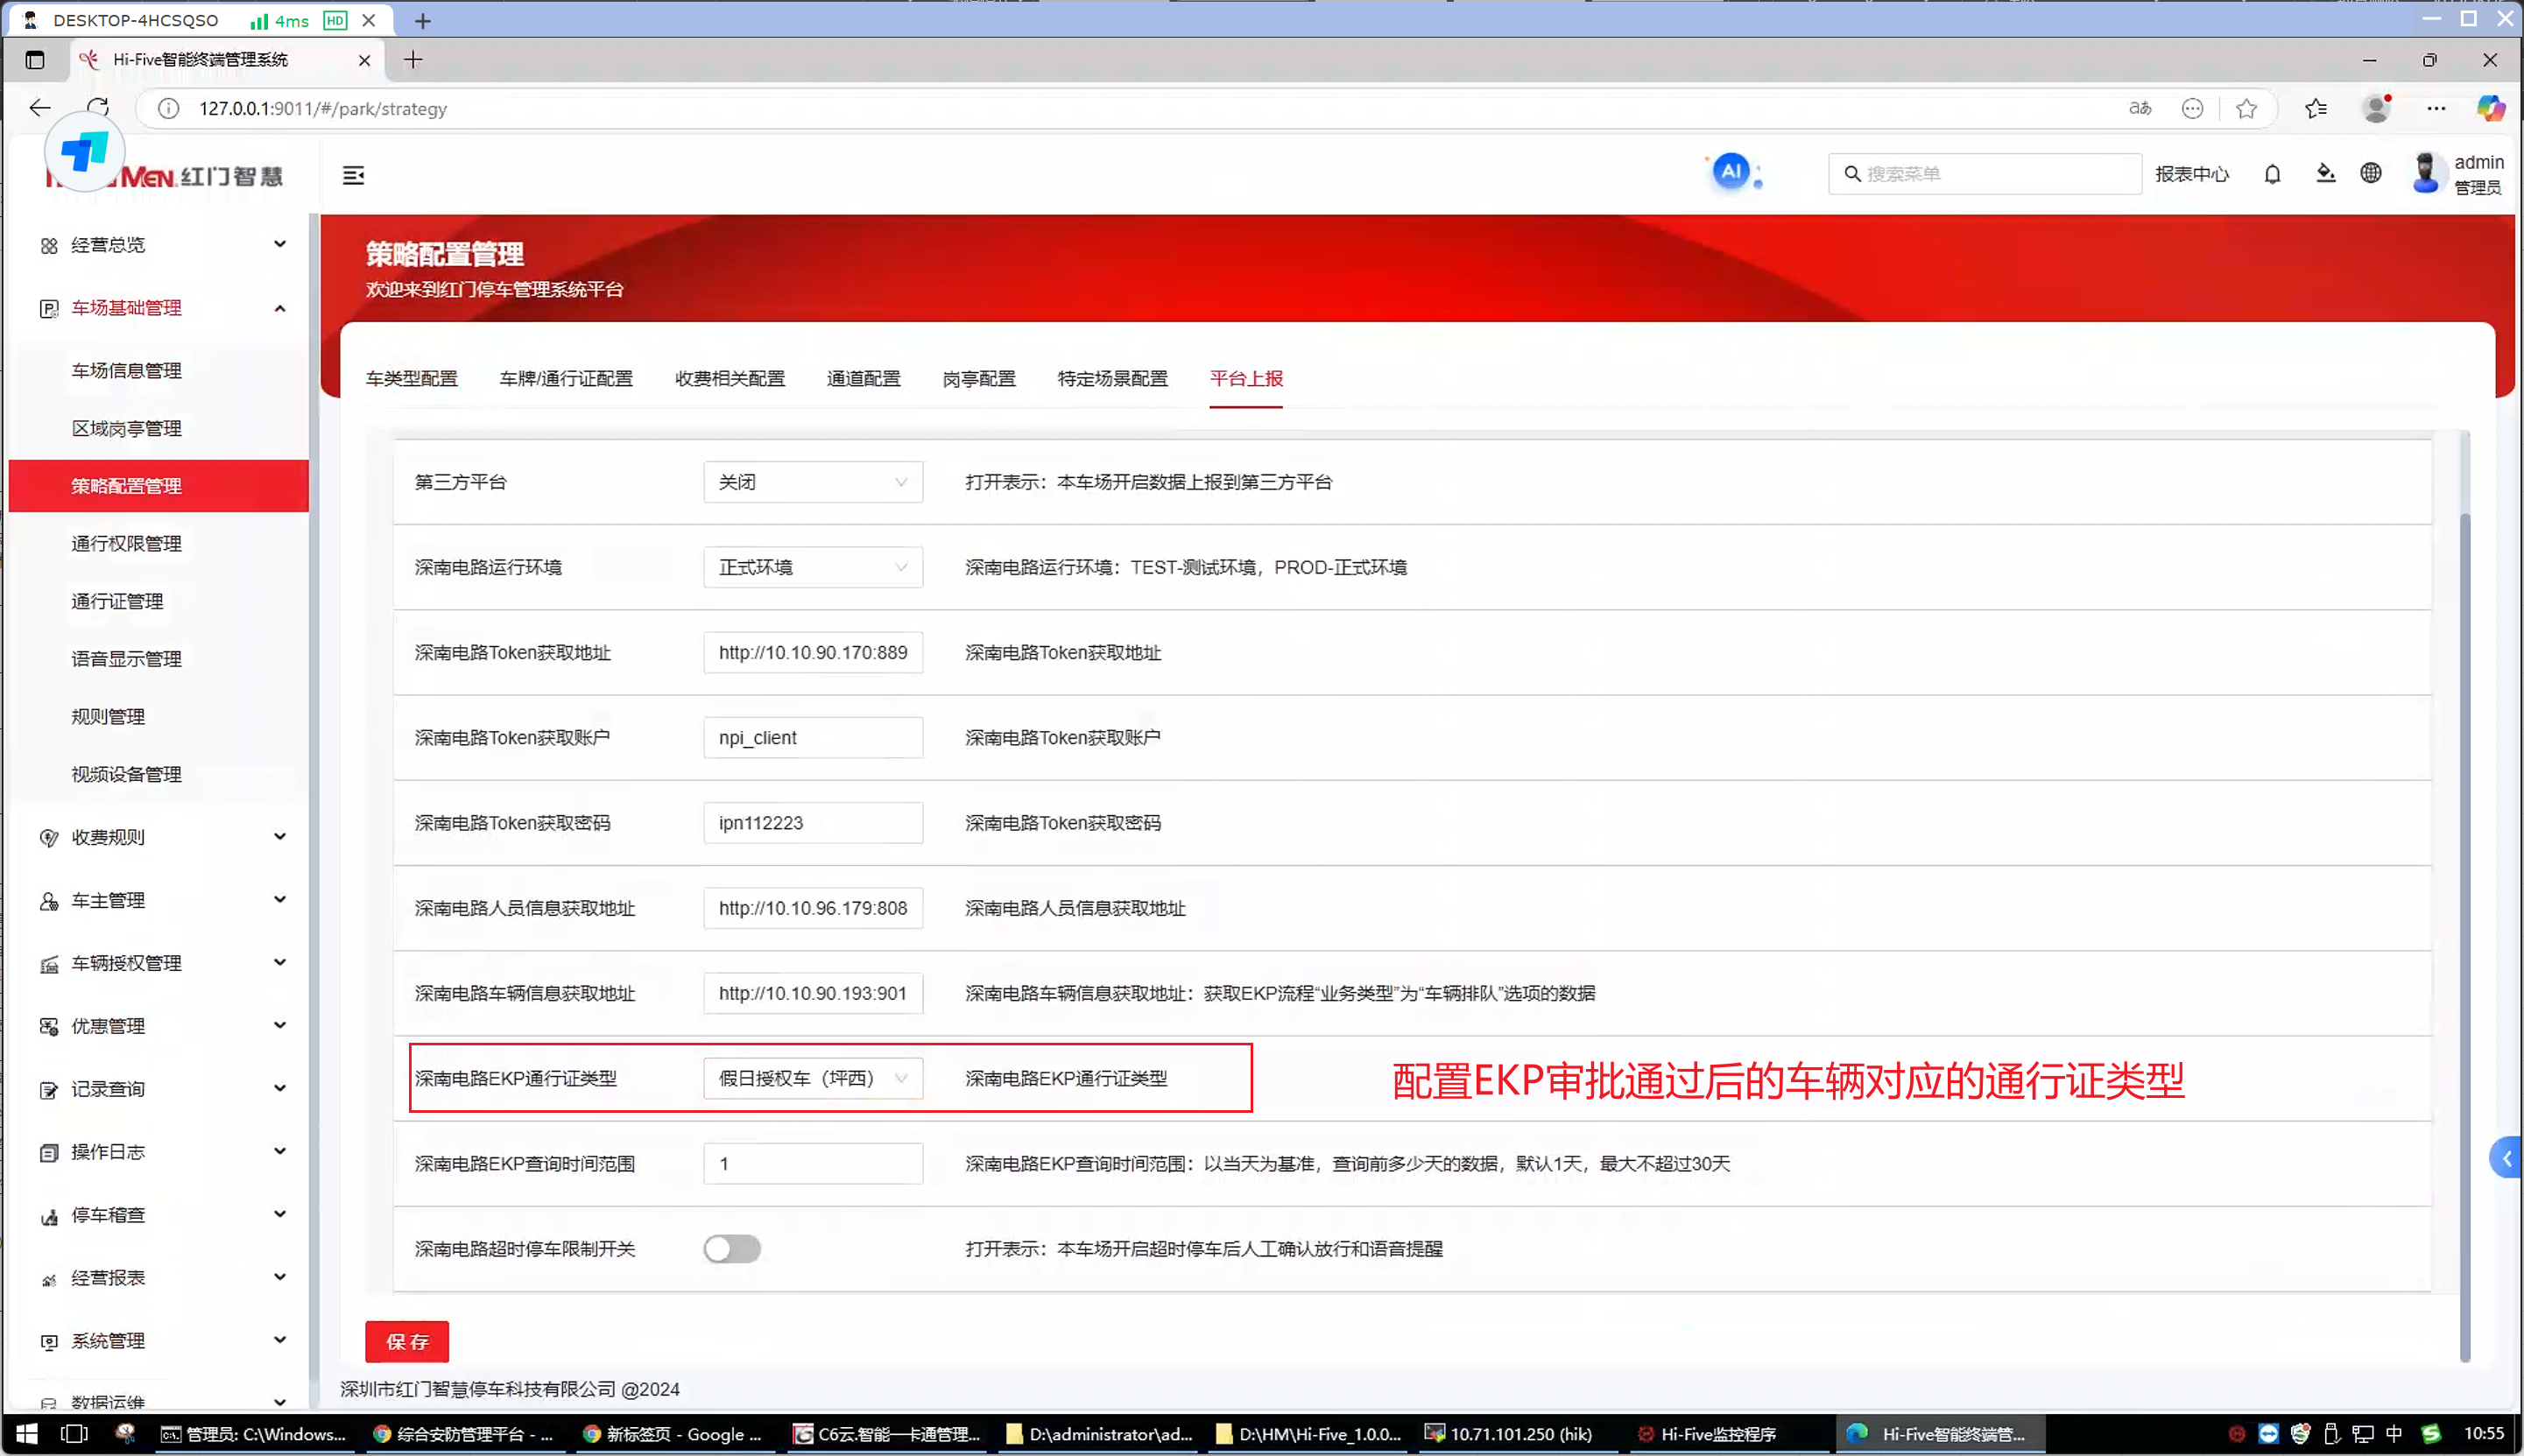 DESKTOP-4HCSQSO 4ms HD
Hi-Five智能终端管理系统
127.0.0.1:9011/#/park/strategy
aあ
MEN.红门智慧
AI
搜索菜单
报表中心
admin
管理员
经营总览
车场基础管理
车场信息管理
区域岗亭管理
策略配置管理
通行权限管理
通行证管理
语音显示管理
规则管理
视频设备管理
收费规则
车主管理
车辆授权管理
优惠管理
记录查询
操作日志
停车稽查
经营报表
系统管理
数据运维
策略配置管理
欢迎来到红门停车管理系统平台
车类型配置 车牌/通行证配置 收费相关配置 通道配置 岗亭配置 特定场景配置 平台上报
第三方平台 关闭 打开表示：本车场开启数据上报到第三方平台
深南电路运行环境 正式环境 深南电路运行环境：TEST-测试环境，PROD-正式环境
深南电路Token获取地址 http://10.10.90.170:889 深南电路Token获取地址
深南电路Token获取账户 npi_client 深南电路Token获取账户
深南电路Token获取密码 ipn112223 深南电路Token获取密码
深南电路人员信息获取地址 http://10.10.96.179:808 深南电路人员信息获取地址
深南电路车辆信息获取地址 http://10.10.90.193:901 深南电路车辆信息获取地址：获取EKP流程“业务类型”为“车辆排队”选项的数据
深南电路EKP通行证类型 假日授权车（坪西） 深南电路EKP通行证类型 配置EKP审批通过后的车辆对应的通行证类型
深南电路EKP查询时间范围 1 深南电路EKP查询时间范围：以当天为基准，查询前多少天的数据，默认1天，最大不超过30天
深南电路超时停车限制开关 打开表示：本车场开启超时停车后人工确认放行和语音提醒
保 存
深圳市红门智慧停车科技有限公司 @2024
管理员: C:\Windows... 综合安防管理平台 - ... 新标签页 - Google ... C6云.智能一卡通管理... D:\administrator\ad... D:\HM\Hi-Five_1.0.0... 10.71.101.250 (hik) Hi-Five监控程序 Hi-Five智能终端管... 中 10:55